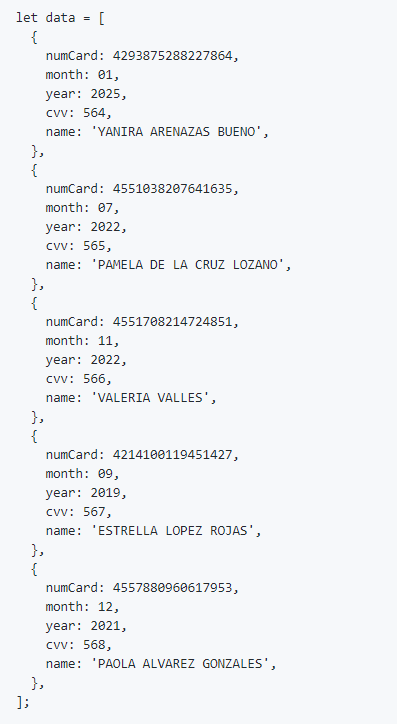 let data = [
{
numCard: 4293875288227864,
month: 01,
year: 2025,
cvv: 564,
name: 'YANIRA ARENAZAS BUENO',
},
{
numCard: 4551038207641635,
month: 07,
year: 2022,
cvv: 565,
name: 'PAMELA DE LA CRUZ LOZANO',
},
{
numCard: 4551708214724851,
month: 11,
year: 2022,
cvv: 566,
name: 'VALERIA VALLES',
},
{
numCard: 4214100119451427,
month: 09,
year: 2019,
cvv: 567,
name: 'ESTRELLA LOPEZ ROJAS',
},
{
numCard: 4557880960617953,
month: 12,
year: 2021,
cvv: 568,
name: 'PAOLA ALVAREZ GONZALES',
},
];